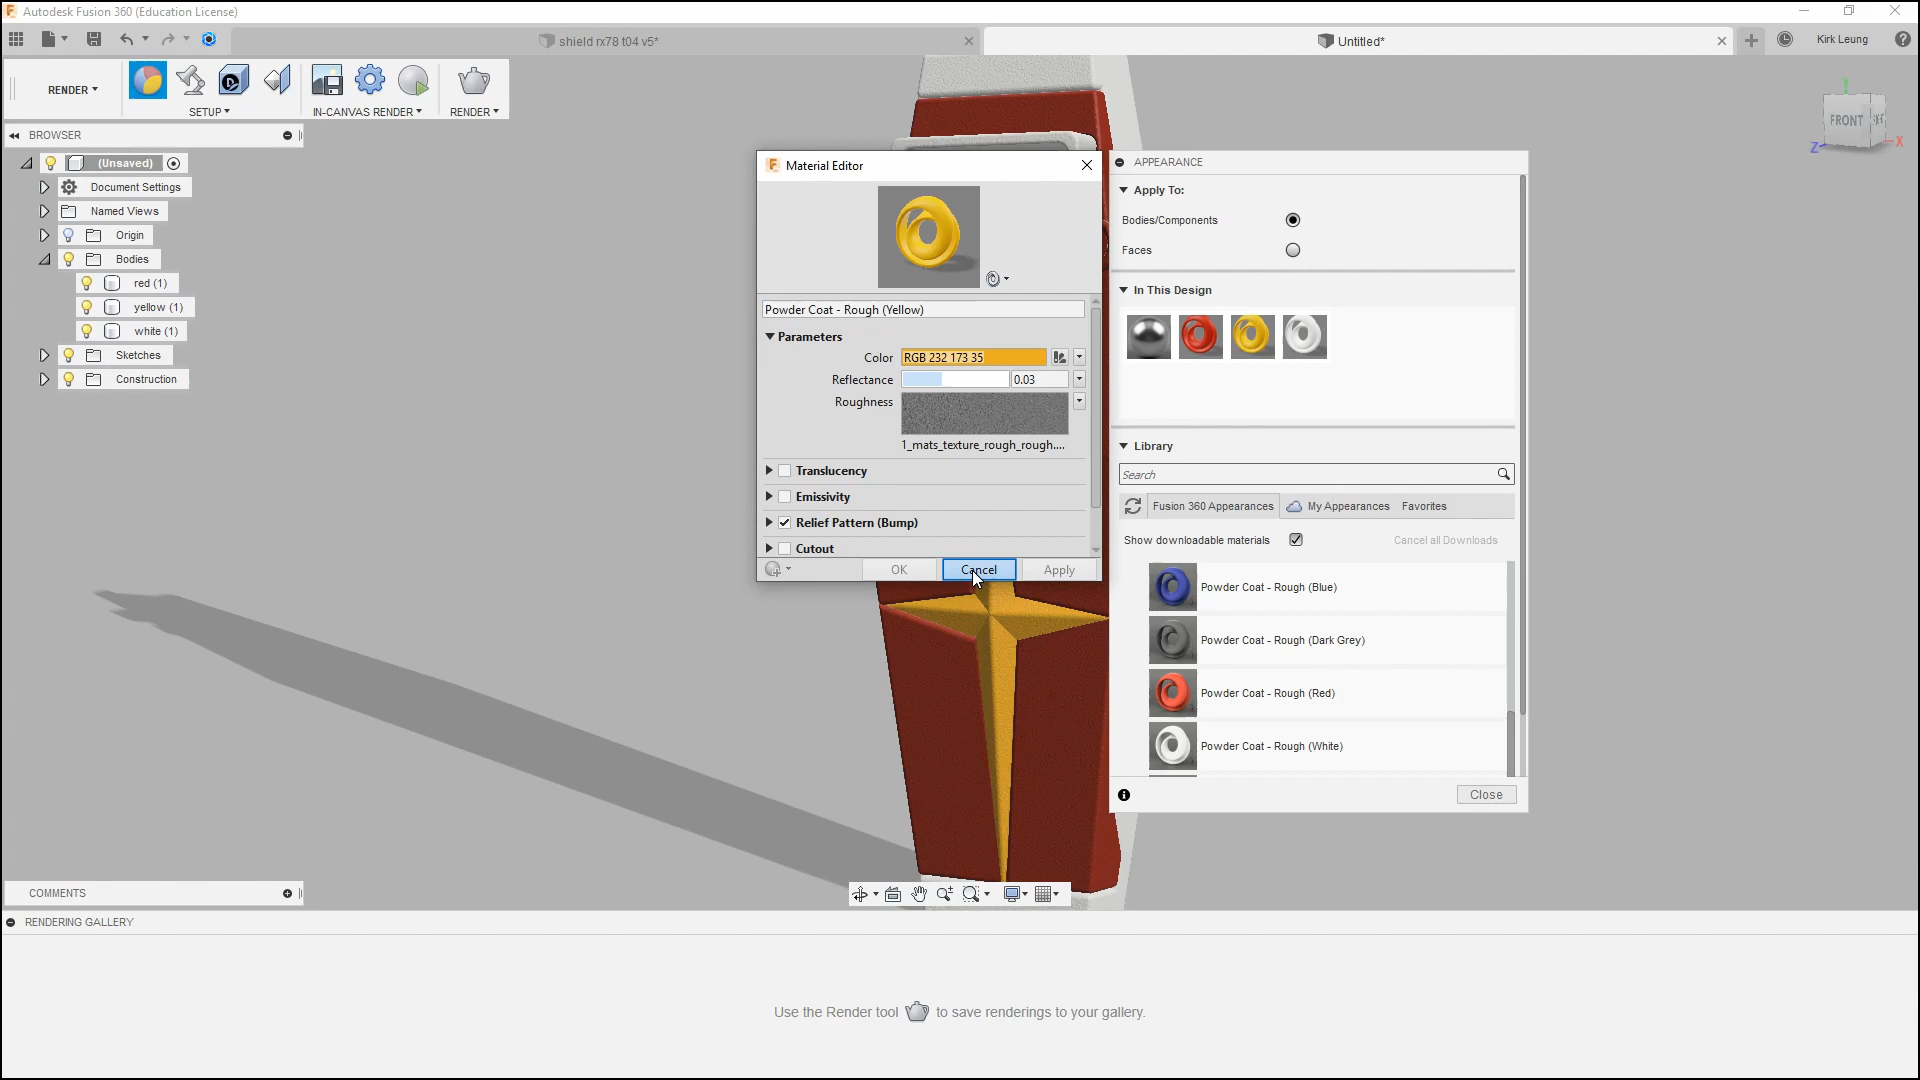 Autodesk Fusion 360 (Education License)
shield rx78 t04 v5*
Untitled*
Kirk Leung
RENDER
SETUP
IN-CANVAS RENDER
RENDER
FRONT
Z
X
BROWSER
(Unsaved)
Document Settings
Named Views
Origin
Bodies
red (1)
yellow (1)
white (1)
Sketches
Construction
Material Editor
Powder Coat - Rough (Yellow)
Parameters
Color
RGB 232 173 35
Reflectance
0.03
Roughness
1_mats_texture_rough_rough....
Translucency
Emissivity
Relief Pattern (Bump)
Cutout
OK
Cancel
Apply
APPEARANCE
Apply To:
Bodies/Components
Faces
In This Design
Library
Search
Fusion 360 Appearances
My Appearances
Favorites
Show downloadable materials
Cancel all Downloads
Powder Coat - Rough (Blue)
Powder Coat - Rough (Dark Grey)
Powder Coat - Rough (Red)
Powder Coat - Rough (White)
Close
COMMENTS
RENDERING GALLERY
Use the Render tool to save renderings to your gallery.